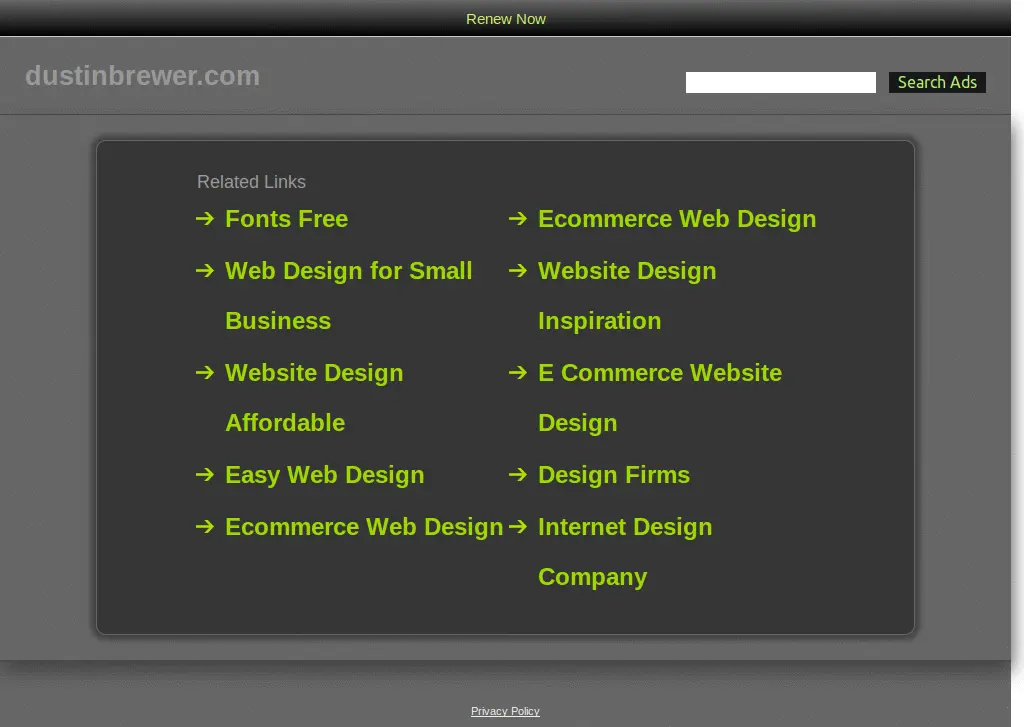 Renew Now
dustinbrewer.com
Search Ads
Related Links
➔ Fonts Free
➔ Web Design for Small
Business
➔ Website Design
Affordable
➔ Easy Web Design
➔ Ecommerce Web Design
➔ Ecommerce Web Design
➔ Website Design
Inspiration
➔ E Commerce Website
Design
➔ Design Firms
➔ Internet Design
Company
Privacy Policy